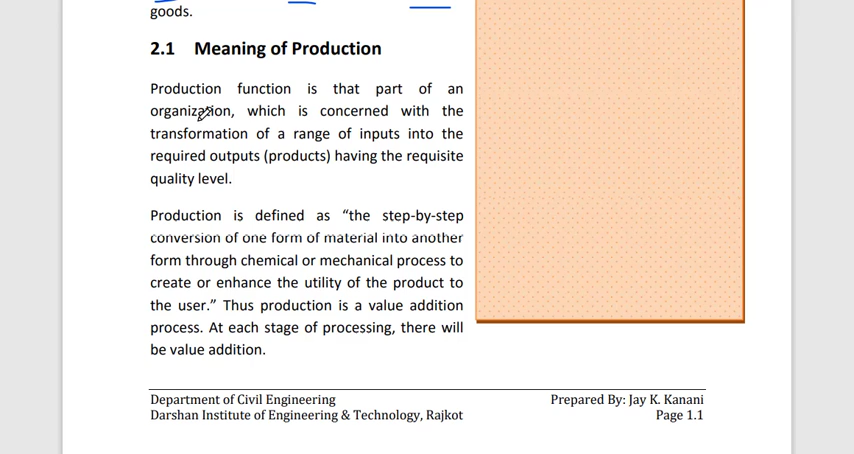 goods.
2.1 Meaning of Production
Production function is that part of an
organization, which is concerned with the
transformation of a range of inputs into the
required outputs (products) having the requisite
quality level.
Production is defined as “the step-by-step
conversion of one form of material into another
form through chemical or mechanical process to
create or enhance the utility of the product to
the user.” Thus production is a value addition
process. At each stage of processing, there will
be value addition.
Department of Civil Engineering
Prepared By: Jay K. Kanani
Darshan Institute of Engineering & Technology, Rajkot
Page 1.1